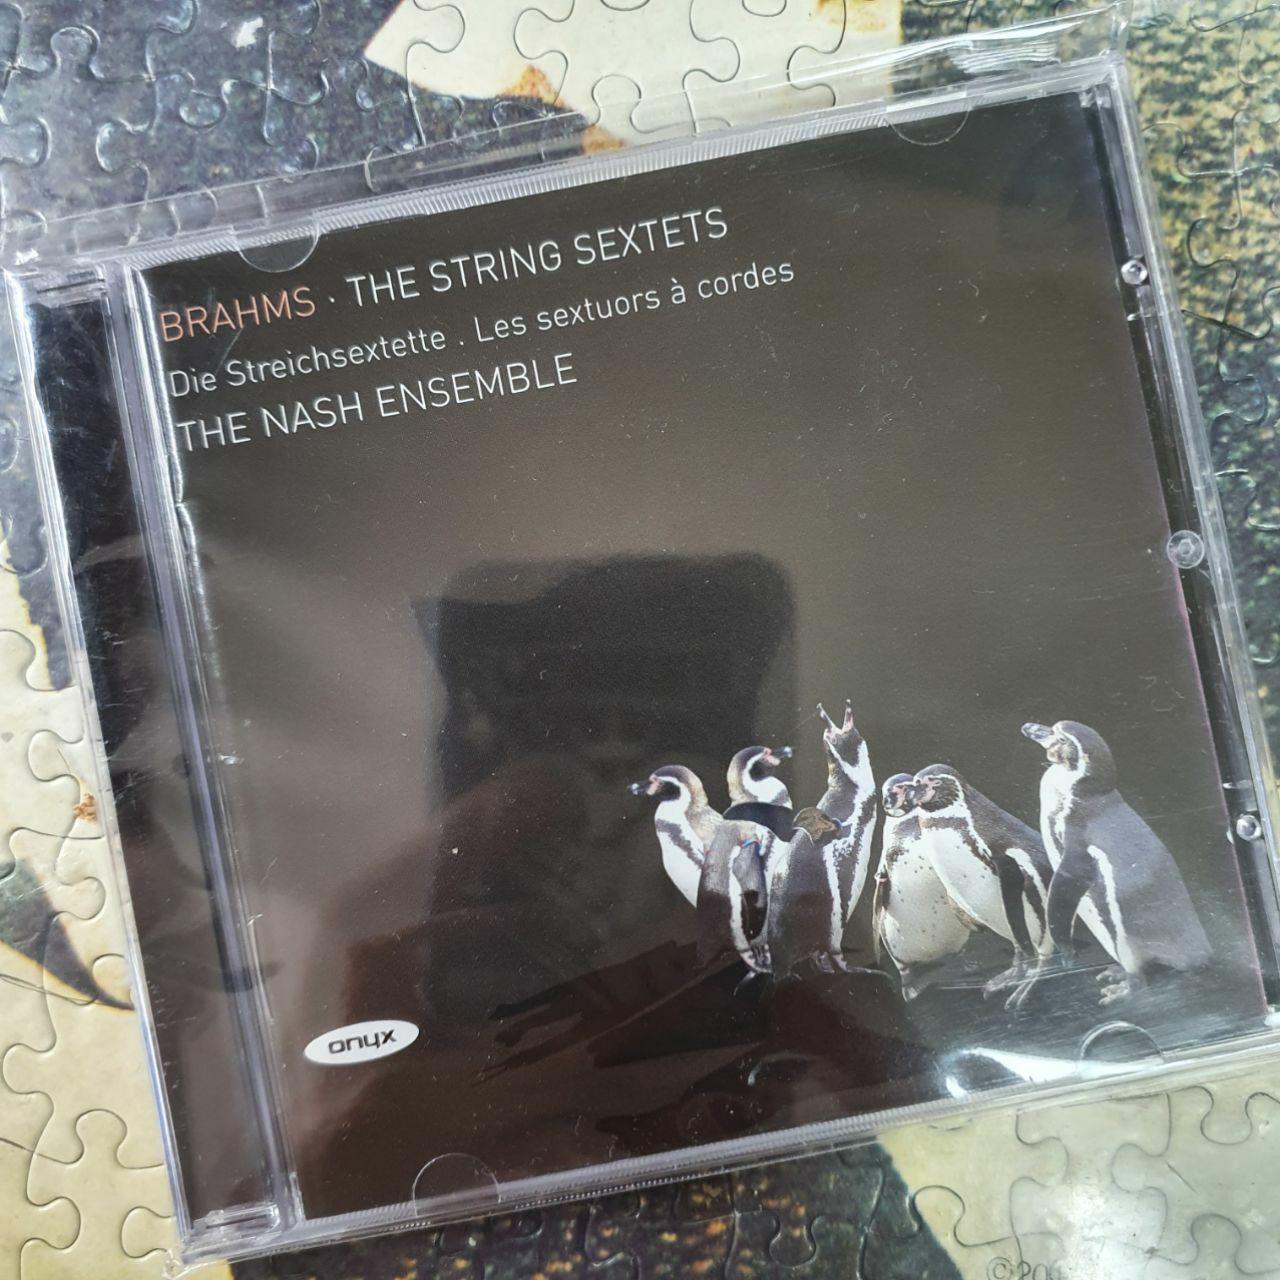 BRAHMS · THE STRING SEXTETS
Die Streichsextette . Les sextuors à cordes
THE NASH ENSEMBLE
onyx